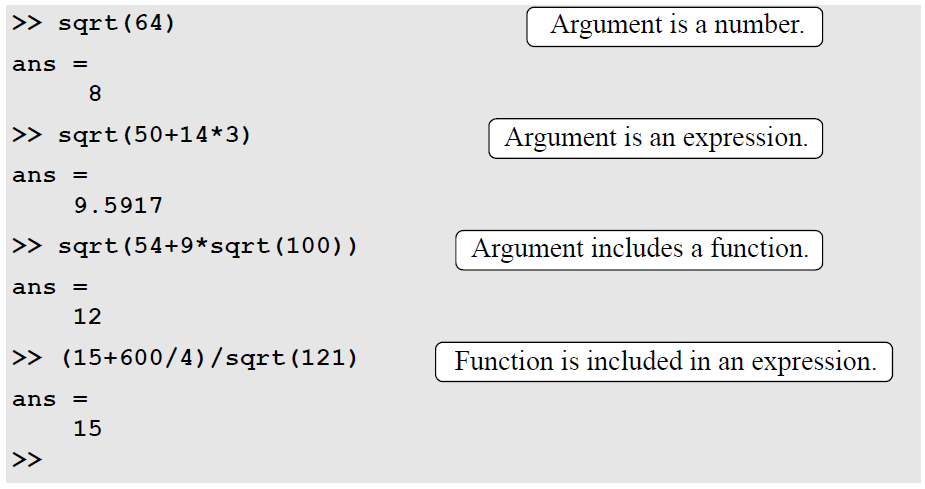 >> sqrt(64) Argument is a number.
ans =
8
>> sqrt(50+14*3) Argument is an expression.
ans =
9.5917
>> sqrt(54+9*sqrt(100)) Argument includes a function.
ans =
12
>> (15+600/4)/sqrt(121) Function is included in an expression.
ans =
15
>>